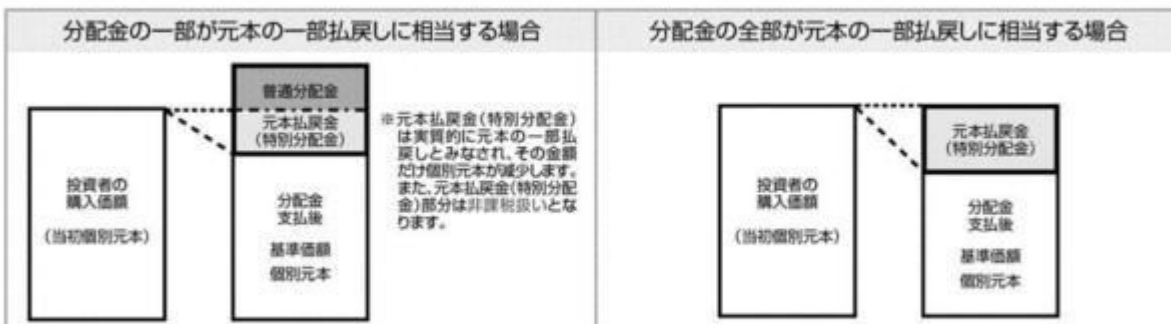 分配金の一部が元本の一部払戻しに相当する場合
投資者の
購入価額
(当初個別元本)
普通分配金
元本払戻金
(特別分配金)
分配金
支払後
基準価額
個別元本
※元本払戻金(特別分配金)
は実質的に元本の一部払
戻しとみなされ、その金額
だけ個別元本が減少します。
また、元本払戻金(特別分配
金)部分は非課税扱いとな
ります。
分配金の全部が元本の一部払戻しに相当する場合
投資者の
購入価額
(当初個別元本)
元本払戻金
(特別分配金)
分配金
支払後
基準価額
個別元本